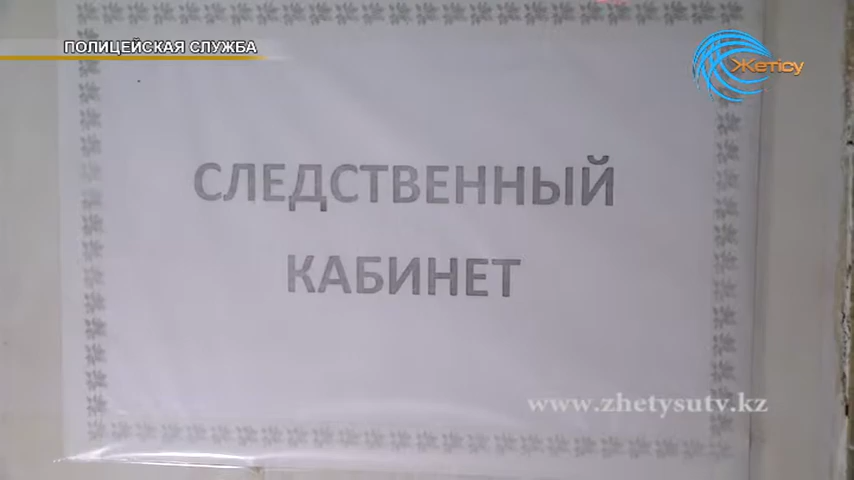 ПОЛИЦЕЙСКАЯ СЛУЖБА
Жетісу
СЛЕДСТВЕННЫЙ
КАБИНЕТ
www.zhetysutv.kz